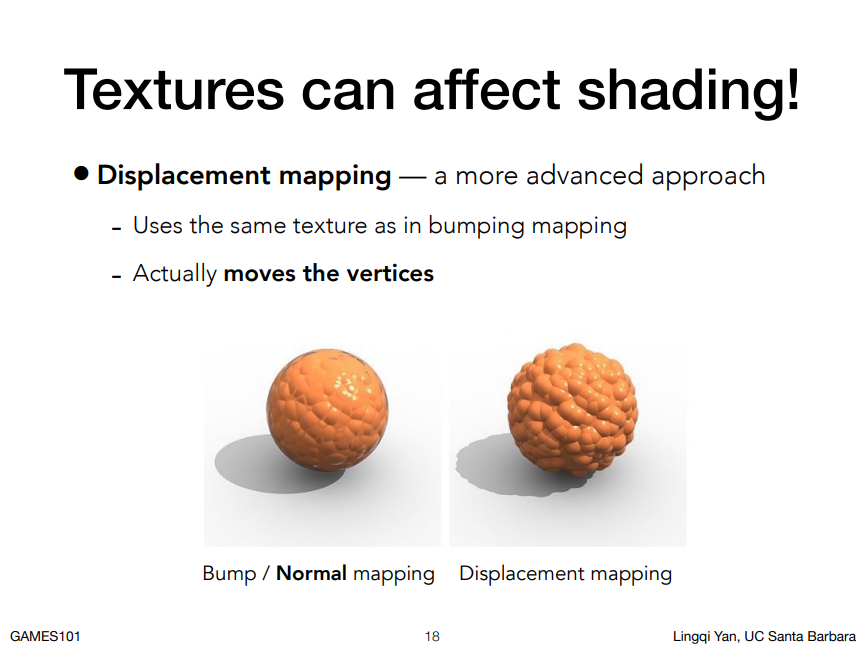 Textures can affect shading!
● Displacement mapping — a more advanced approach
- Uses the same texture as in bumping mapping
- Actually moves the vertices
Bump / Normal mapping Displacement mapping
GAMES101 18 Lingqi Yan, UC Santa Barbara